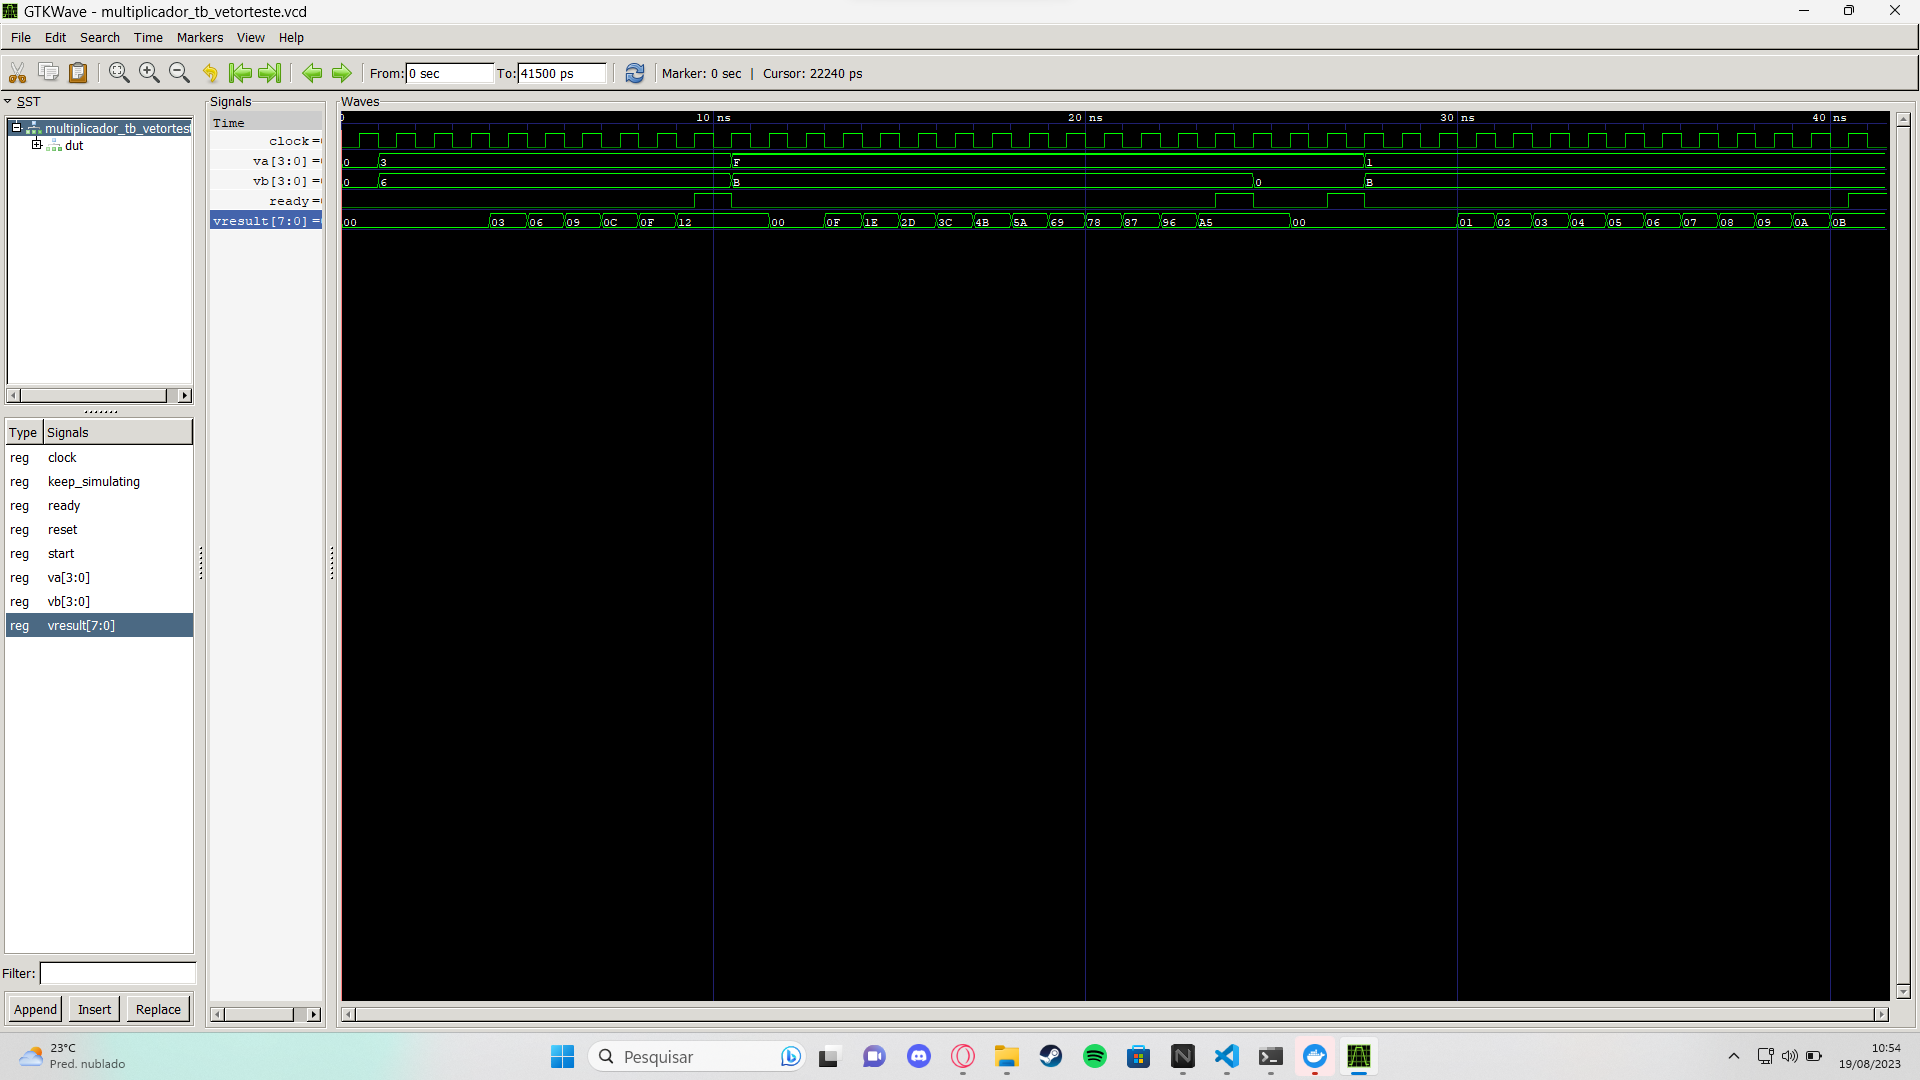 GTKWave - multiplicador_tb_vetorteste.vcd
File Edit Search Time Markers View Help
From: 0 sec To: 41500 ps Marker: 0 sec | Cursor: 22240 ps
SST
multiplicador_tb_vetortest
dut
Type Signals
reg clock
reg keep_simulating
reg ready
reg reset
reg start
reg va[3:0]
reg vb[3:0]
reg vresult[7:0]
Filter:
Append Insert Replace
Signals
Time
clock =
va[3:0] =
vb[3:0] =
ready =
vresult[7:0] =
Waves
0 10 ns 20 ns 30 ns 40 ns
0 3 F 1
0 6 B 0 B
00 03 06 09 0C 0F 12 00 0F 1E 2D 3C 4B 5A 69 78 87 96 A5 00 01 02 03 04 05 06 07 08 09 0A 0B
23°C
Pred. nublado
Pesquisar
10:54
19/08/2023